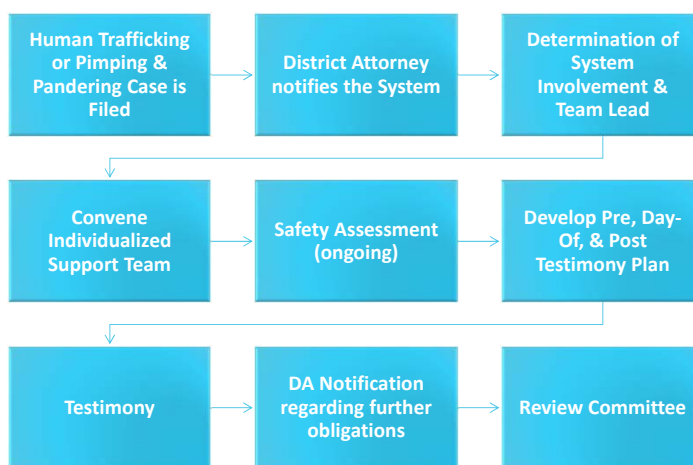 Human Trafficking
or Pimping &
Pandering Case is
Filed
District Attorney
notifies the System
Determination of
System
Involvement &
Team Lead
Convene
Individualized
Support Team
Safety Assessment
(ongoing)
Develop Pre, Day-
Of, & Post
Testimony Plan
Testimony
DA Notification
regarding further
obligations
Review Committee